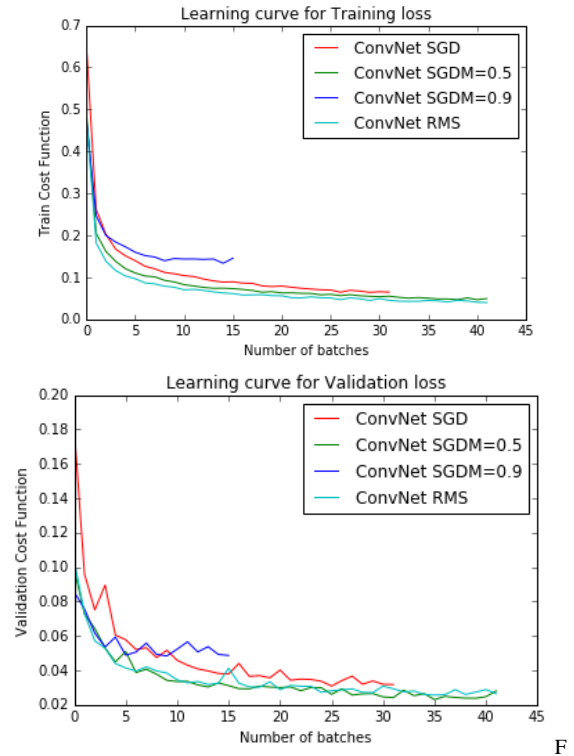 Learning curve for Training loss
0.7
0.6
0.5
0.4
0.3
0.2
0.1
0.0
Train Cost Function
ConvNet SGD
ConvNet SGDM=0.5
ConvNet SGDM=0.9
ConvNet RMS
0 5 10 15 20 25 30 35 40 45
Number of batches
Learning curve for Validation loss
0.20
0.18
0.16
0.14
0.12
0.10
0.08
0.06
0.04
0.02
Validation Cost Function
ConvNet SGD
ConvNet SGDM=0.5
ConvNet SGDM=0.9
ConvNet RMS
0 5 10 15 20 25 30 35 40 45
Number of batches
F